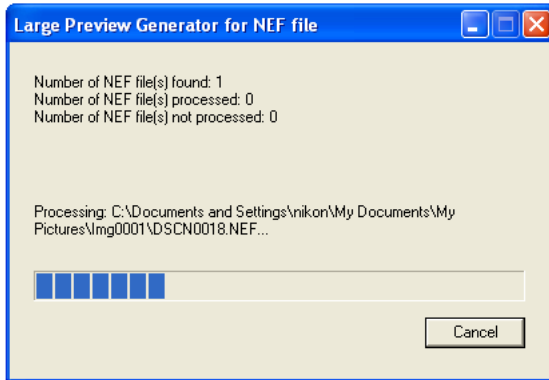 Large Preview Generator for NEF file
Number of NEF file(s) found: 1
Number of NEF file(s) processed: 0
Number of NEF file(s) not processed: 0
Processing: C:\Documents and Settings\nikon\My Documents\My
Pictures\Img0001\DSCN0018.NEF...
Cancel